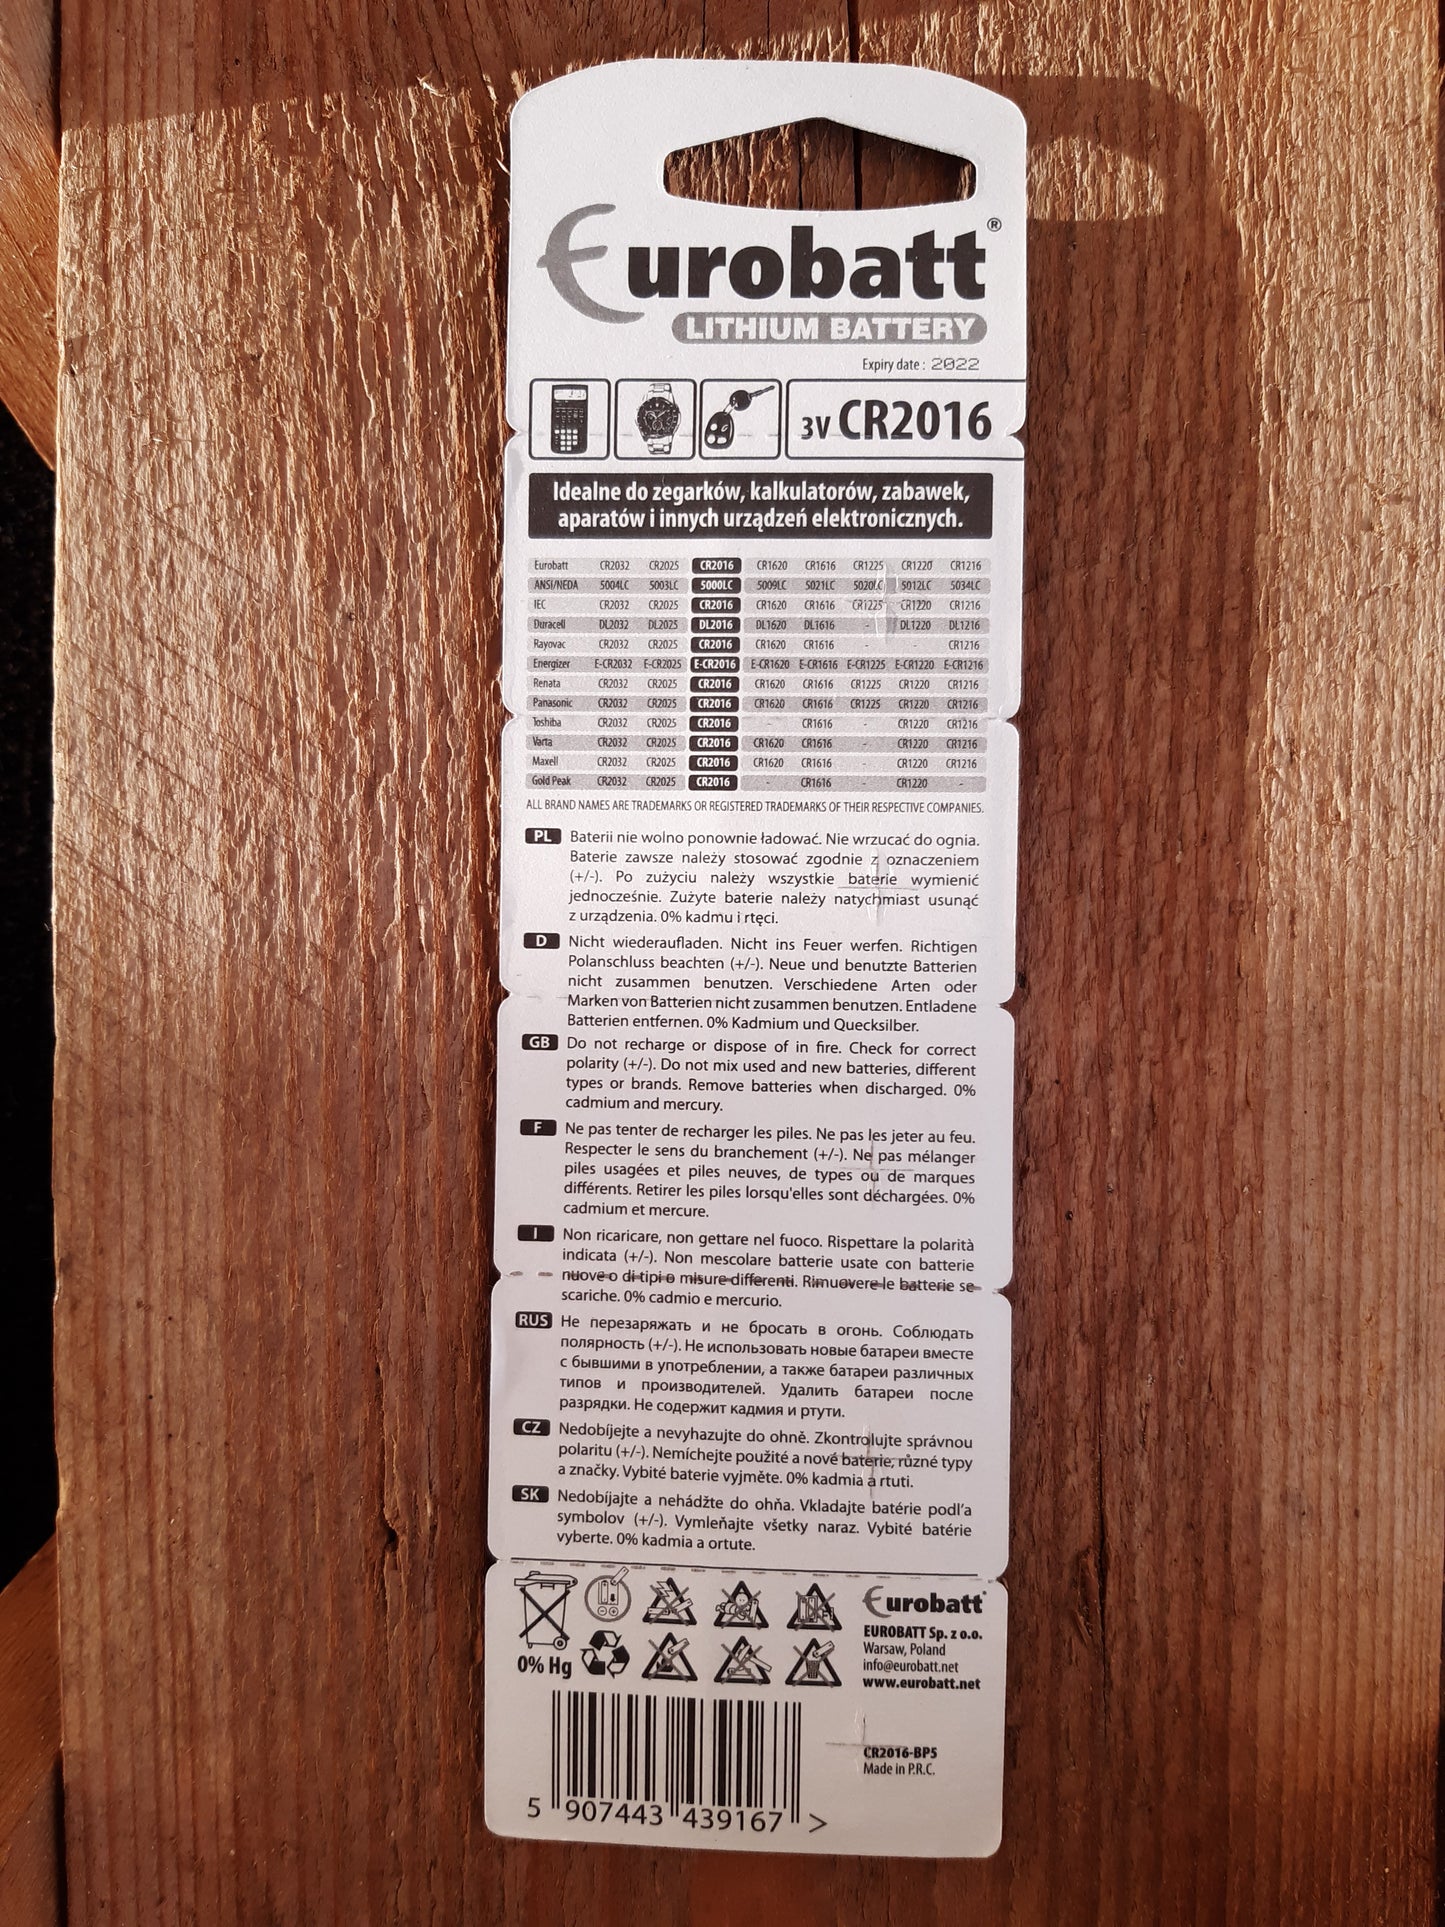 Eurobatt®
LITHIUM BATTERY
Expiry date : 2022
3V CR2016
Idealne do zegarków, kalkulatorów, zabawek,
aparatów i innych urządzeń elektronicznych.
Eurobatt CR2032 CR2025 CR2016 CR1620 CR1616 CR1225 CR1220 CR1216
ANSI/NEDA 5004LC 5003LC 5000LC 5009LC 5021LC 5020LC 5012LC 5034LC
IEC CR2032 CR2025 CR2016 CR1620 CR1616 CR1225 CR1220 CR1216
Duracell DL2032 DL2025 DL2016 DL1620 DL1616 - DL1220 DL1216
Rayovac CR2032 CR2025 CR2016 CR1620 CR1616 - - CR1216
Energizer E-CR2032 E-CR2025 E-CR2016 E-CR1620 E-CR1616 E-CR1225 E-CR1220 E-CR1216
Renata CR2032 CR2025 CR2016 CR1620 CR1616 CR1225 CR1220 CR1216
Panasonic CR2032 CR2025 CR2016 CR1620 CR1616 CR1225 CR1220 CR1216
Toshiba CR2032 CR2025 CR2016 - CR1616 - CR1220 CR1216
Varta CR2032 CR2025 CR2016 CR1620 CR1616 - CR1220 CR1216
Maxell CR2032 CR2025 CR2016 CR1620 CR1616 - CR1220 CR1216
Gold Peak CR2032 CR2025 CR2016 - CR1616 - CR1220 -
ALL BRAND NAMES ARE TRADEMARKS OR REGISTERED TRADEMARKS OF THEIR RESPECTIVE COMPANIES.
PL Baterii nie wolno ponownie ładować. Nie wrzucać do ognia.
Baterie zawsze należy stosować zgodnie z oznaczeniem
(+/-). Po zużyciu należy wszystkie baterie wymienić
jednocześnie. Zużyte baterie należy natychmiast usunąć
z urządzenia. 0% kadmu i rtęci.
D Nicht wiederaufladen. Nicht ins Feuer werfen. Richtigen
Polanschluss beachten (+/-). Neue und benutzte Batterien
nicht zusammen benutzen. Verschiedene Arten oder
Marken von Batterien nicht zusammen benutzen. Entladene
Batterien entfernen. 0% Kadmium und Quecksilber.
GB Do not recharge or dispose of in fire. Check for correct
polarity (+/-). Do not mix used and new batteries, different
types or brands. Remove batteries when discharged. 0%
cadmium and mercury.
F Ne pas tenter de recharger les piles. Ne pas les jeter au feu.
Respecter le sens du branchement (+/-). Ne pas mélanger
piles usagées et piles neuves, de types ou de marques
différents. Retirer les piles lorsqu'elles sont déchargées. 0%
cadmium et mercure.
I Non ricaricare, non gettare nel fuoco. Rispettare la polarità
indicata (+/-). Non mescolare batterie usate con batterie
nuove o di tipi o misure differenti. Rimuovere le batterie se
scariche. 0% cadmio e mercurio.
RUS Не перезаряжать и не бросать в огонь. Соблюдать
полярность (+/-). Не использовать новые батареи вместе
с бывшими в употреблении, а также батареи различных
типов и производителей. Удалить батареи после
разрядки. Не содержит кадмия и ртути.
CZ Nedobíjejte a nevyhazujte do ohně. Zkontrolujte správnou
polaritu (+/-). Nemíchejte použité a nové baterie, různé typy
a značky. Vybité baterie vyjměte. 0% kadmia a rtuti.
SK Nedobíjajte a nehádžte do ohňa. Vkladajte batérie podľa
symbolov (+/-). Vymleňajte všetky naraz. Vybité batérie
vyberte. 0% kadmia a ortute.
0% Hg
Eurobatt®
EUROBATT Sp. z o.o.
Warsaw, Poland
info@eurobatt.net
www.eurobatt.net
CR2016-BP5
Made in P.R.C.
5 907443 439167 >